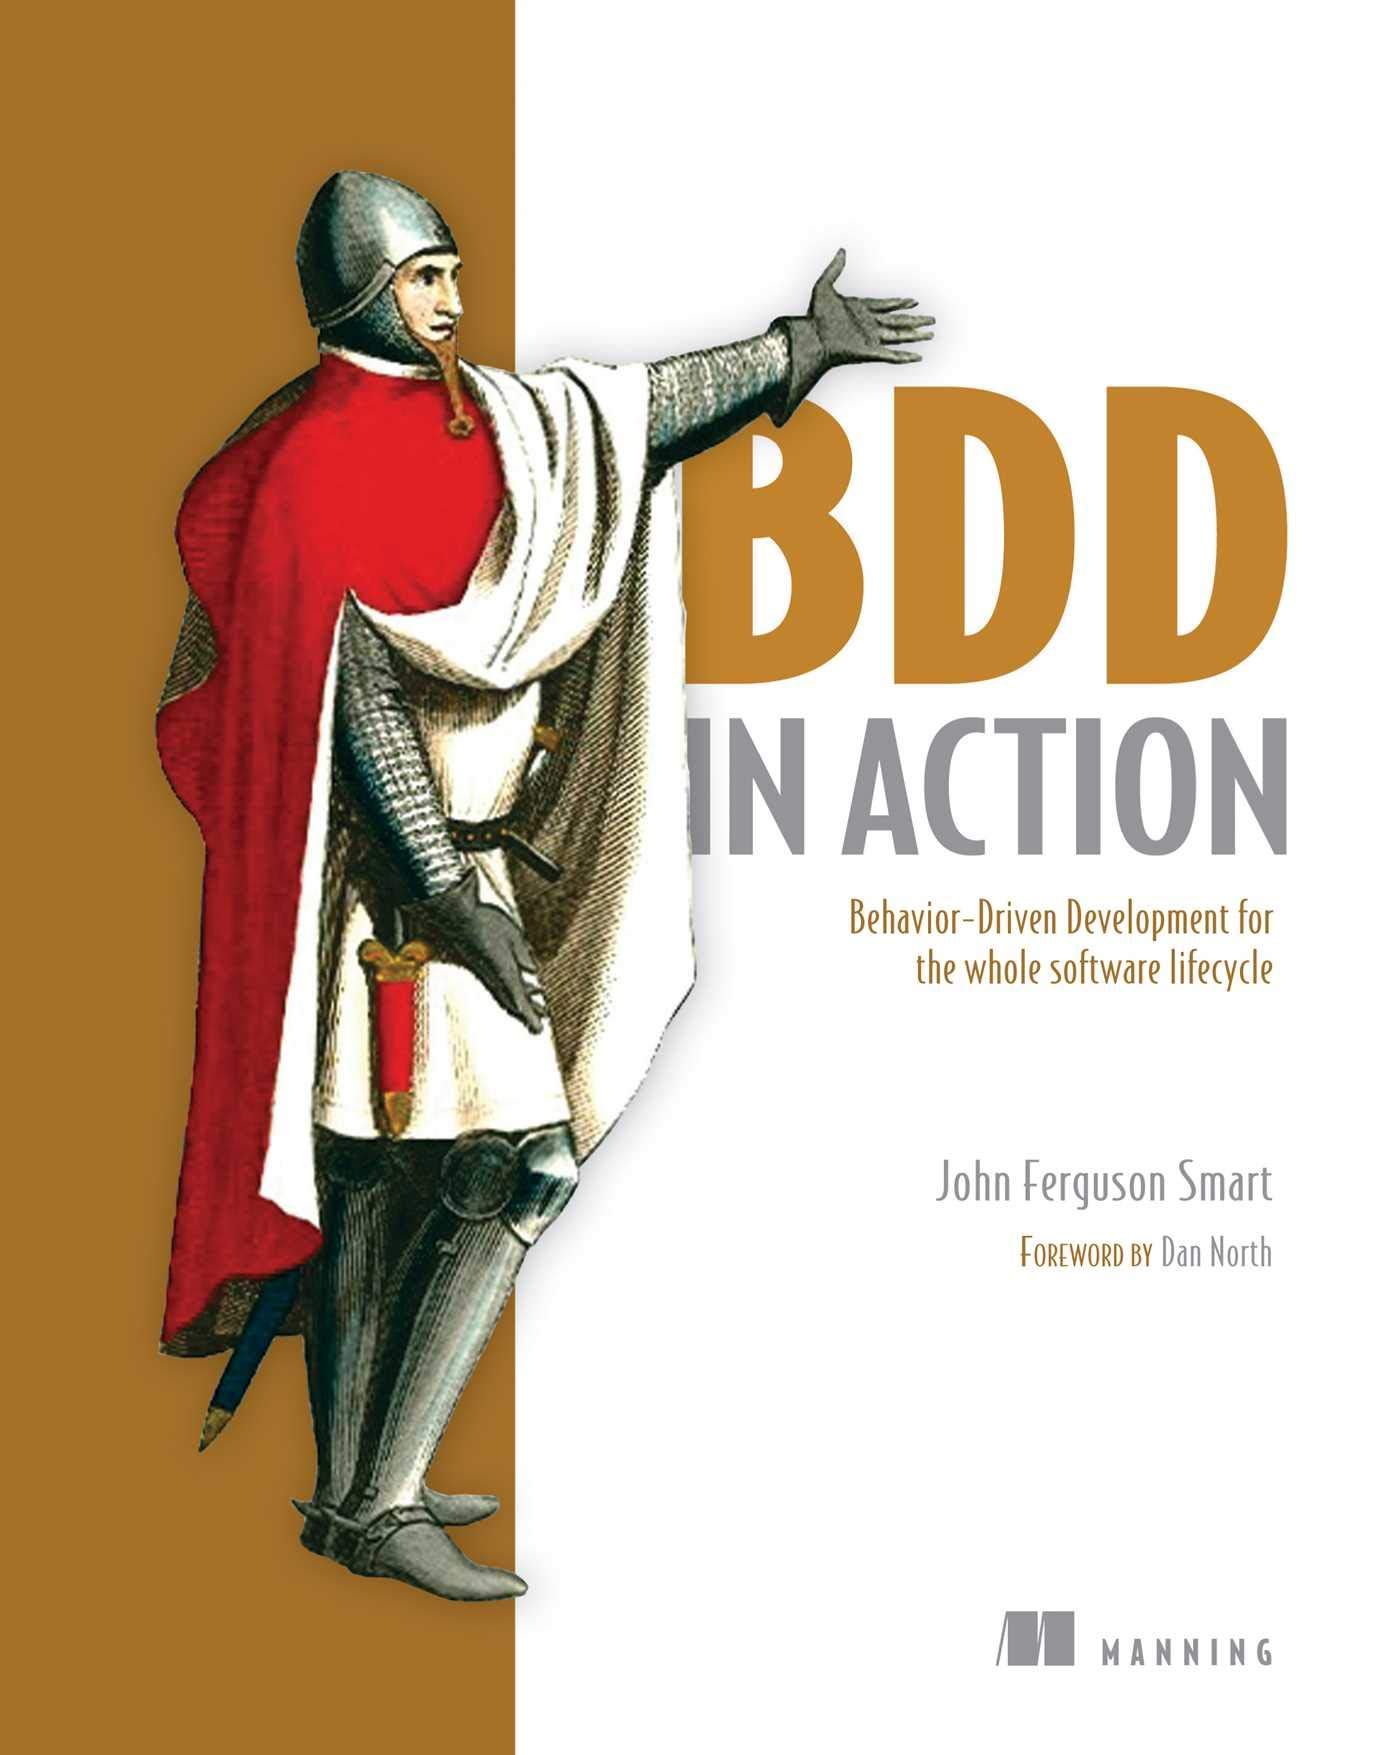 BDD
IN ACTION
Behavior-Driven Development for
the whole software lifecycle
John Ferguson Smart
FOREWORD BY Dan North
MANNING